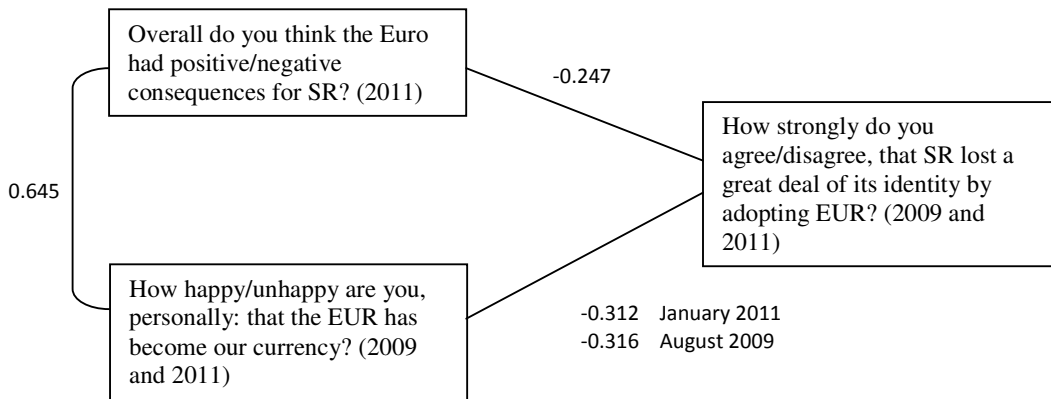 Overall do you think the Euro
had positive/negative
consequences for SR? (2011)
-0.247
How strongly do you
agree/disagree, that SR lost a
great deal of its identity by
adopting EUR? (2009 and
2011)
0.645
How happy/unhappy are you,
personally: that the EUR has
become our currency? (2009
and 2011)
-0.312 January 2011
-0.316 August 2009